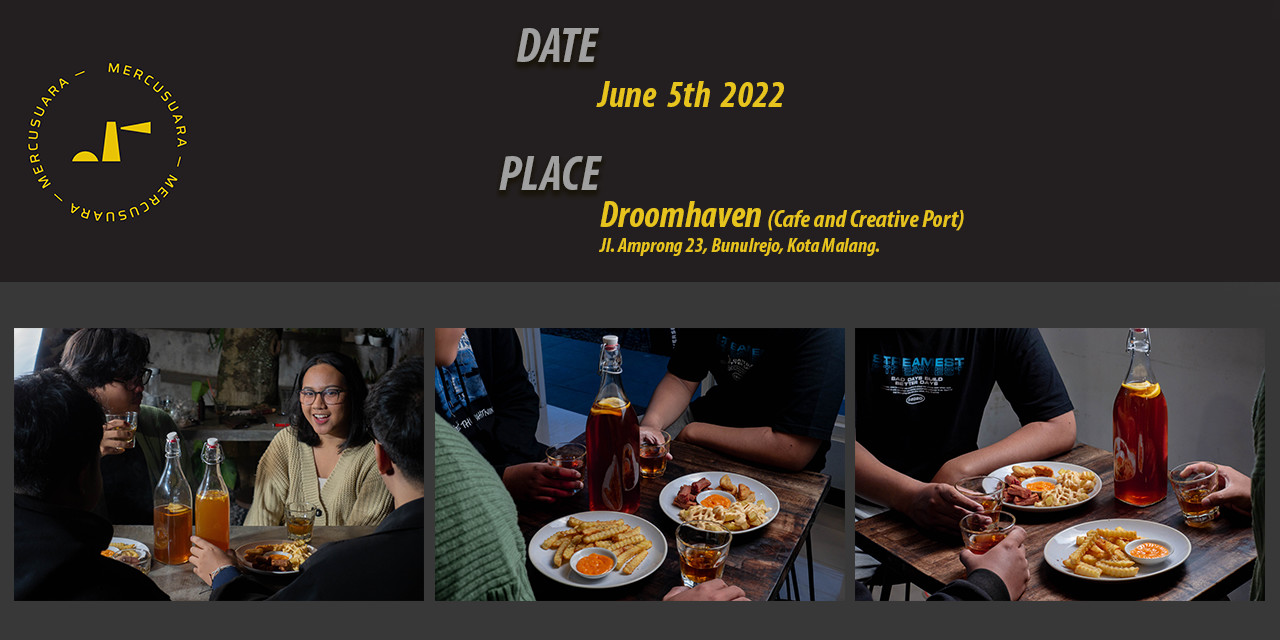 MERCUSUARA — MERCUSUARA — MERCUSUARA — MERCUSUARA —
DATE
June 5th 2022
PLACE
Droomhaven (Cafe and Creative Port)
Jl. Amprong 23, Bunulrejo, Kota Malang.
STREAMEST
BAD DAYS BUILD
BETTER DAYS